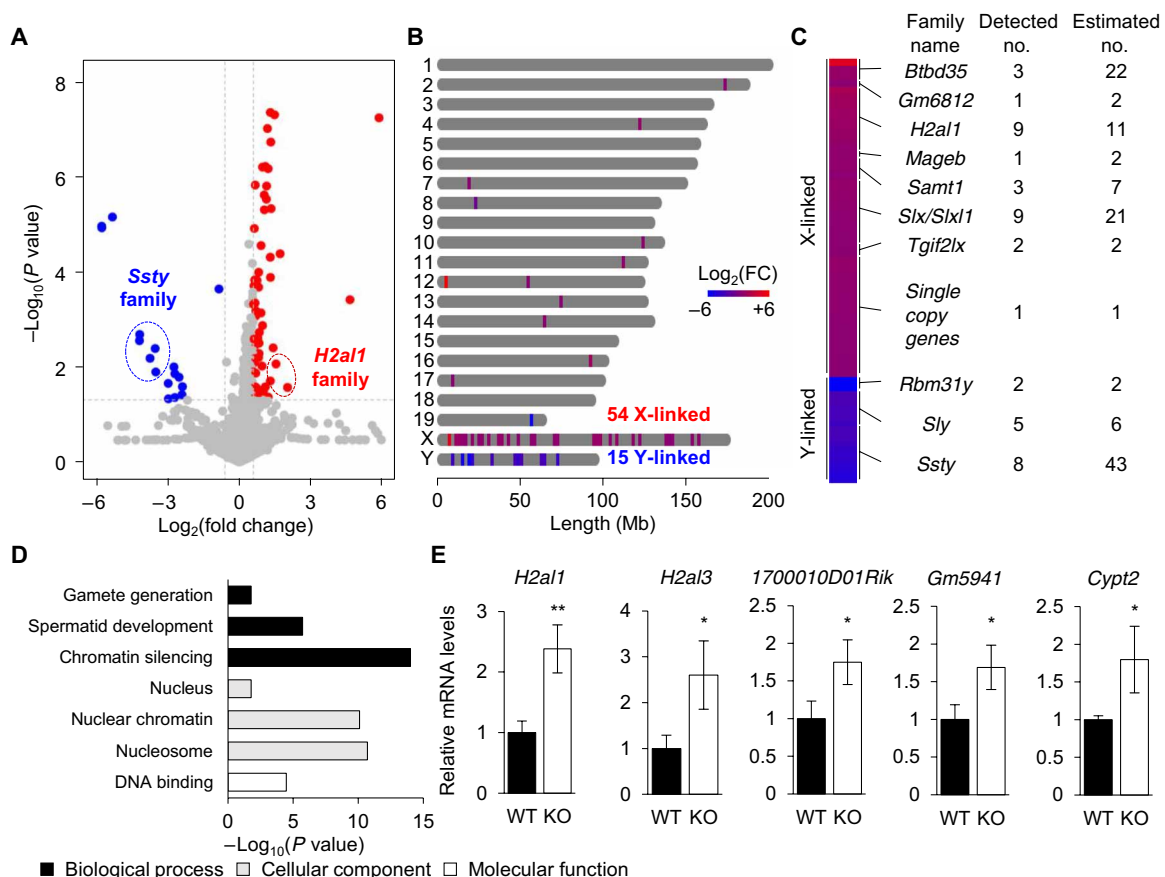 A
8
6
4
2
0
−Log10(P value)
Ssty
family
H2al1
family
−6
−3
0
3
6
Log2(fold change)
B
1
2
3
4
5
6
7
8
9
10
11
12
13
14
15
16
17
18
19
X
Y
Log2(FC)
−6
+6
54 X-linked
15 Y-linked
0
50
100
150
200
Length (Mb)
C
Family name Detected no. Estimated no.
X-linked
Btbd35 3 22
Gm6812 1 2
H2al1 9 11
Mageb 1 2
Samt1 3 7
Slx/Slxl1 9 21
Tgif2lx 2 2
Single
copy
genes
1 1
Y-linked
Rbm31y 2 2
Sly 5 6
Ssty 8 43
D
Gamete generation
Spermatid development
Chromatin silencing
Nucleus
Nuclear chromatin
Nucleosome
DNA binding
0 5 10 15
−Log10(P value)
Biological process Cellular component Molecular function
E
Relative mRNA levels
H2al1
3
2
1
0
**
WT KO
H2al3
4
3
2
1
0
*
WT KO
1700010D01Rik
2.5
2
1.5
1
0.5
0
*
WT KO
Gm5941
2.5
2
1.5
1
0.5
0
*
WT KO
Cypt2
2.5
2
1.5
1
0.5
0
*
WT KO